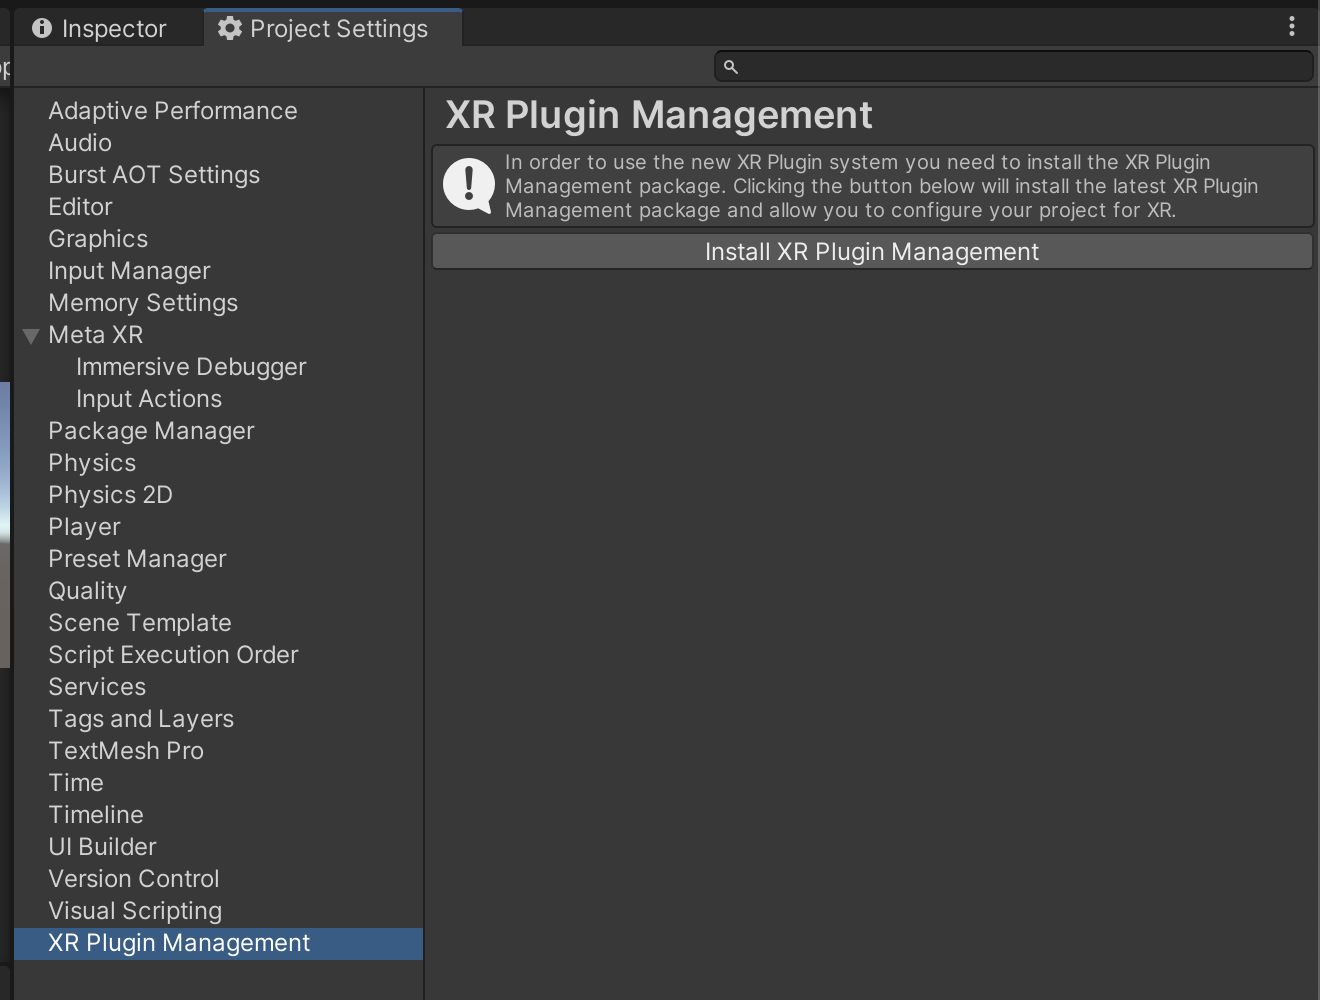 Inspector
Project Settings
Adaptive Performance
Audio
Burst AOT Settings
Editor
Graphics
Input Manager
Memory Settings
Meta XR
Immersive Debugger
Input Actions
Package Manager
Physics
Physics 2D
Player
Preset Manager
Quality
Scene Template
Script Execution Order
Services
Tags and Layers
TextMesh Pro
Time
Timeline
UI Builder
Version Control
Visual Scripting
XR Plugin Management
XR Plugin Management
In order to use the new XR Plugin system you need to install the XR Plugin
Management package. Clicking the button below will install the latest XR Plugin
Management package and allow you to configure your project for XR.
Install XR Plugin Management